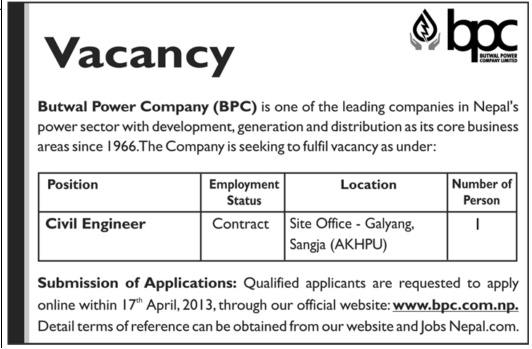 Vacancy
bpc
BUTWAL POWER
COMPANY LIMITED
Butwal Power Company (BPC) is one of the leading companies in Nepal's
power sector with development, generation and distribution as its core business
areas since 1966.The Company is seeking to fulfil vacancy as under:
Position Employment Status Location Number of Person
Civil Engineer Contract Site Office - Galyang, Sangja (AKHPU) 1
Submission of Applications: Qualified applicants are requested to apply
online within 17th April, 2013, through our official website: www.bpc.com.np.
Detail terms of reference can be obtained from our website and Jobs Nepal.com.